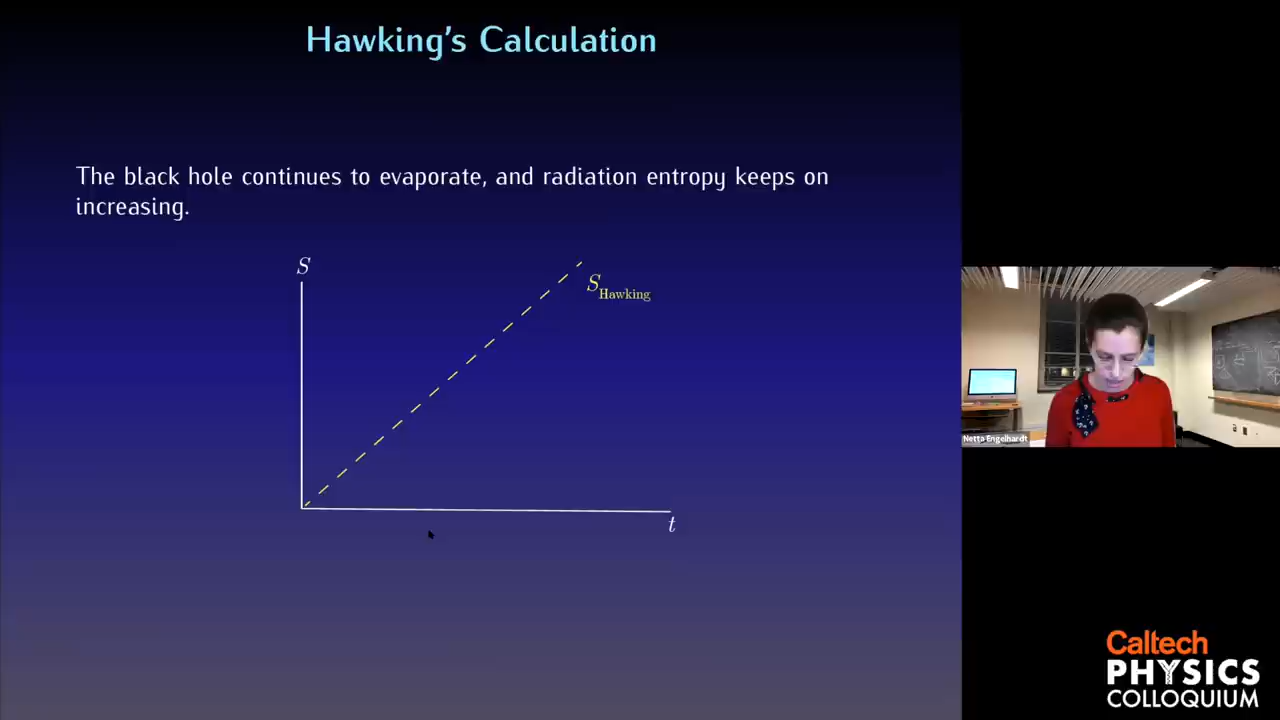 Hawking's Calculation
The black hole continues to evaporate, and radiation entropy keeps on
increasing.
S
S_Hawking
t
Netta Engelhardt
Caltech
PHYSICS
COLLOQUIUM